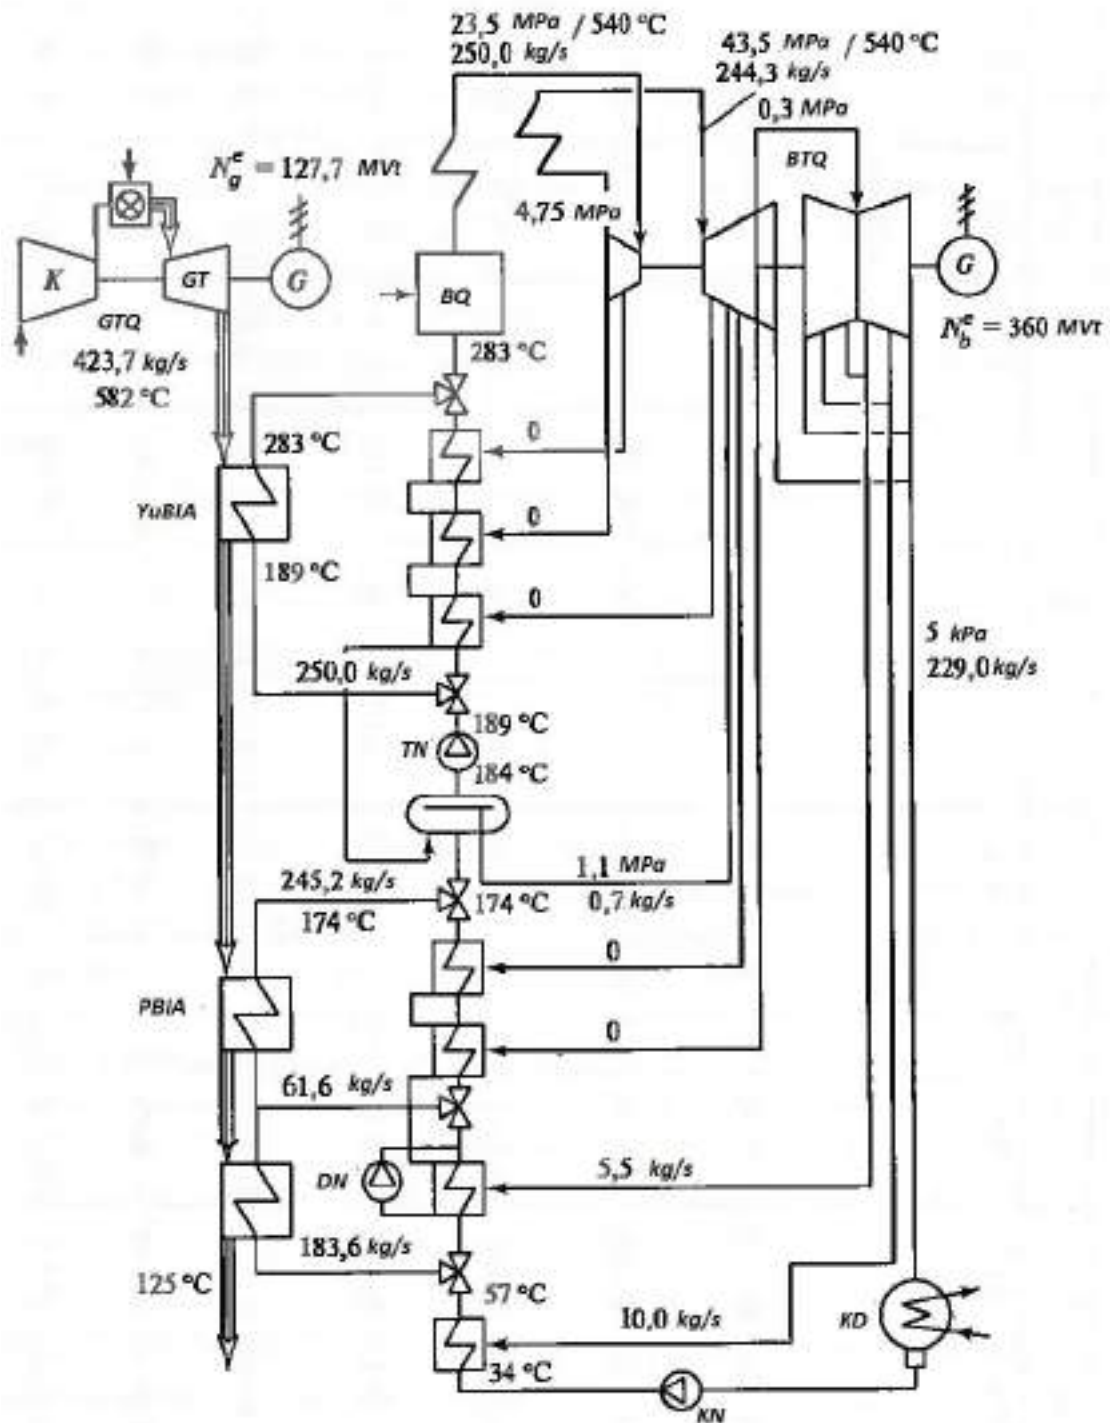 23,5 MPa / 540 °C
250,0 kg/s
43,5 MPa / 540 °C
244,3 kg/s
0,3 MPa
BTQ
N_g^e = 127,7 MVt
4,75 MPa
K
GT
G
GTQ
BQ
G
N_b^e = 360 MVt
423,7 kg/s
582 °C
283 °C
283 °C
0
YuBIA
0
189 °C
0
5 kPa
229,0 kg/s
250,0 kg/s
189 °C
TN
184 °C
1,1 MPa
0,7 kg/s
245,2 kg/s
174 °C
174 °C
0
PBIA
0
61,6 kg/s
DN
5,5 kg/s
183,6 kg/s
125 °C
57 °C
10,0 kg/s
KD
34 °C
KN